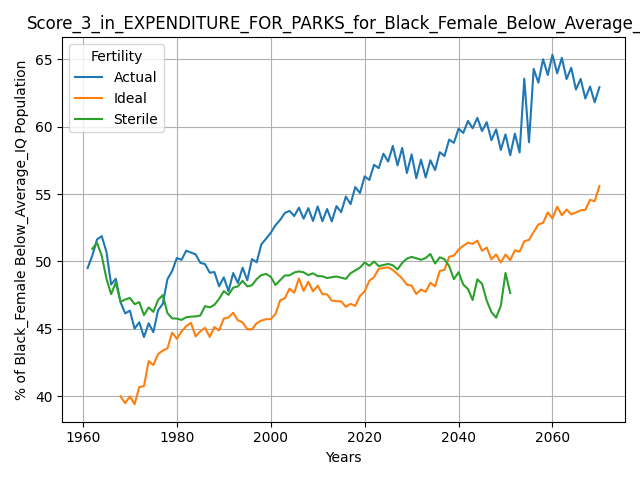 Score_3_in_EXPENDITURE_FOR_PARKS_for_Black_Female_Below_Average_
Fertility
Actual
Ideal
Sterile
% of Black_Female Below_Average_IQ Population
65
60
55
50
45
40
1960
1980
2000
2020
2040
2060
Years